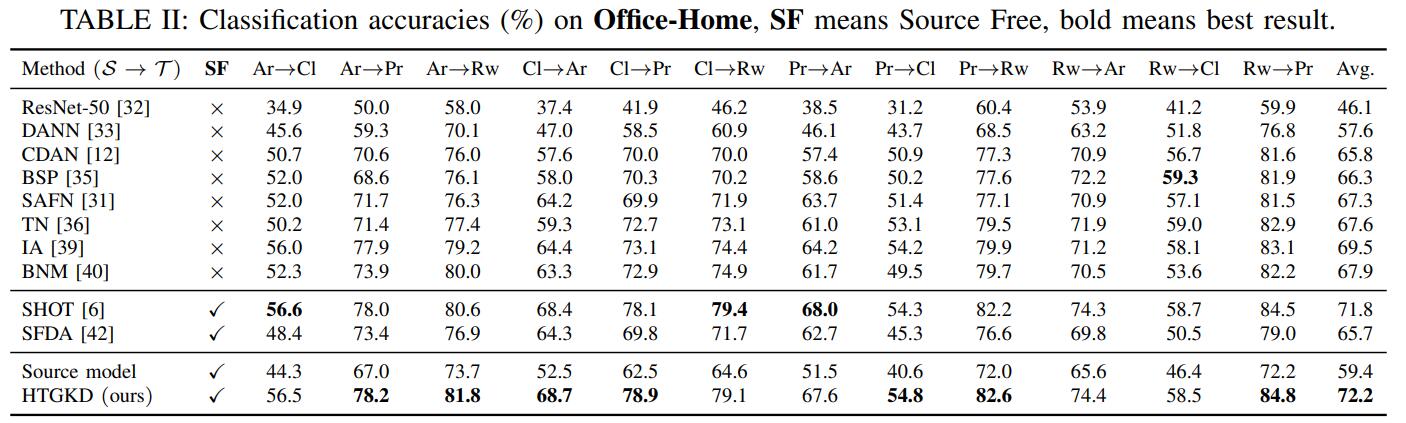 TABLE II: Classification accuracies (%) on Office-Home, SF means Source Free, bold means best result.
Method (S → T) SF Ar→Cl Ar→Pr Ar→Rw Cl→Ar Cl→Pr Cl→Rw Pr→Ar Pr→Cl Pr→Rw Rw→Ar Rw→Cl Rw→Pr Avg.
ResNet-50 [32] × 34.9 50.0 58.0 37.4 41.9 46.2 38.5 31.2 60.4 53.9 41.2 59.9 46.1
DANN [33] × 45.6 59.3 70.1 47.0 58.5 60.9 46.1 43.7 68.5 63.2 51.8 76.8 57.6
CDAN [12] × 50.7 70.6 76.0 57.6 70.0 70.0 57.4 50.9 77.3 70.9 56.7 81.6 65.8
BSP [35] × 52.0 68.6 76.1 58.0 70.3 70.2 58.6 50.2 77.6 72.2 59.3 81.9 66.3
SAFN [31] × 52.0 71.7 76.3 64.2 69.9 71.9 63.7 51.4 77.1 70.9 57.1 81.5 67.3
TN [36] × 50.2 71.4 77.4 59.3 72.7 73.1 61.0 53.1 79.5 71.9 59.0 82.9 67.6
IA [39] × 56.0 77.9 79.2 64.4 73.1 74.4 64.2 54.2 79.9 71.2 58.1 83.1 69.5
BNM [40] × 52.3 73.9 80.0 63.3 72.9 74.9 61.7 49.5 79.7 70.5 53.6 82.2 67.9
SHOT [6] ✓ 56.6 78.0 80.6 68.4 78.1 79.4 68.0 54.3 82.2 74.3 58.7 84.5 71.8
SFDA [42] ✓ 48.4 73.4 76.9 64.3 69.8 71.7 62.7 45.3 76.6 69.8 50.5 79.0 65.7
Source model ✓ 44.3 67.0 73.7 52.5 62.5 64.6 51.5 40.6 72.0 65.6 46.4 72.2 59.4
HTGKD (ours) ✓ 56.5 78.2 81.8 68.7 78.9 79.1 67.6 54.8 82.6 74.4 58.5 84.8 72.2